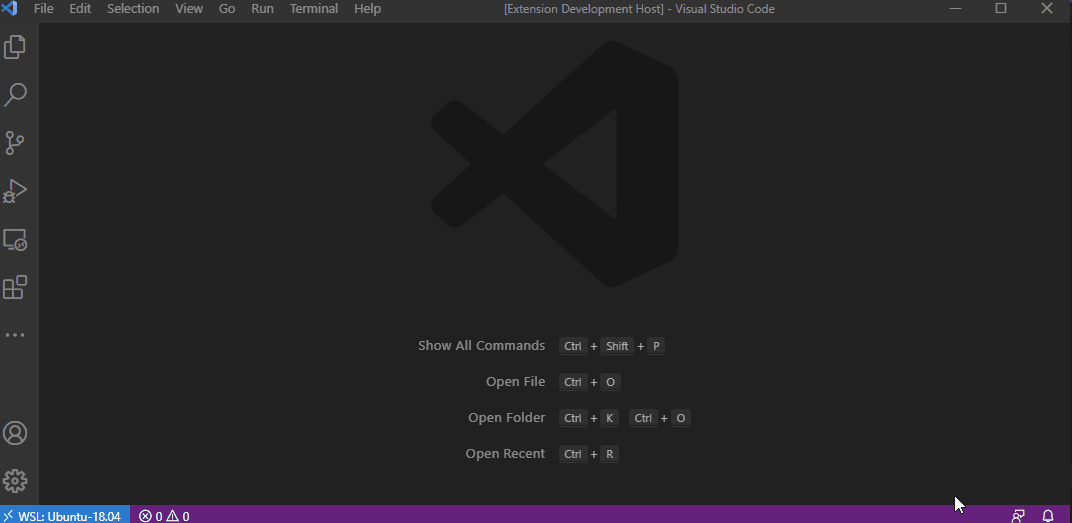 File Edit Selection View Go Run Terminal Help [Extension Development Host] - Visual Studio Code
Show All Commands Ctrl + Shift + P
Open File Ctrl + O
Open Folder Ctrl + K Ctrl + O
Open Recent Ctrl + R
WSL: Ubuntu-18.04 0 0